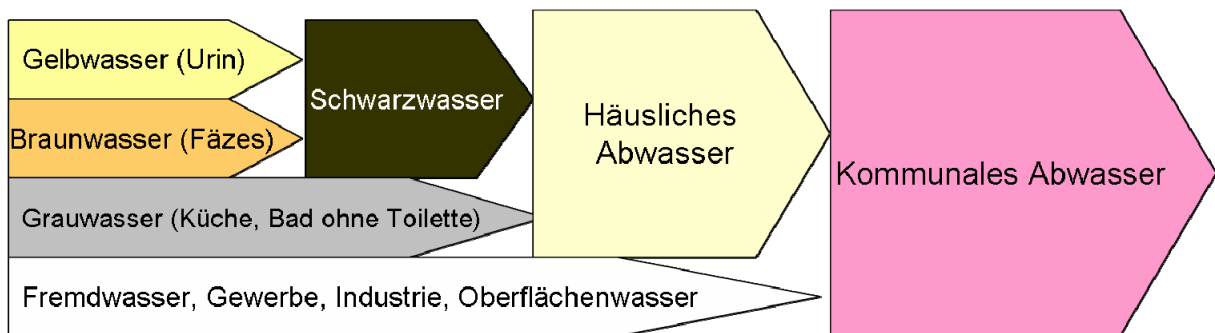 Gelbwasser (Urin)
Braunwasser (Fäzes)
Schwarzwasser
Grauwasser (Küche, Bad ohne Toilette)
Häusliches
Abwasser
Fremdwasser, Gewerbe, Industrie, Oberflächenwasser
Kommunales Abwasser